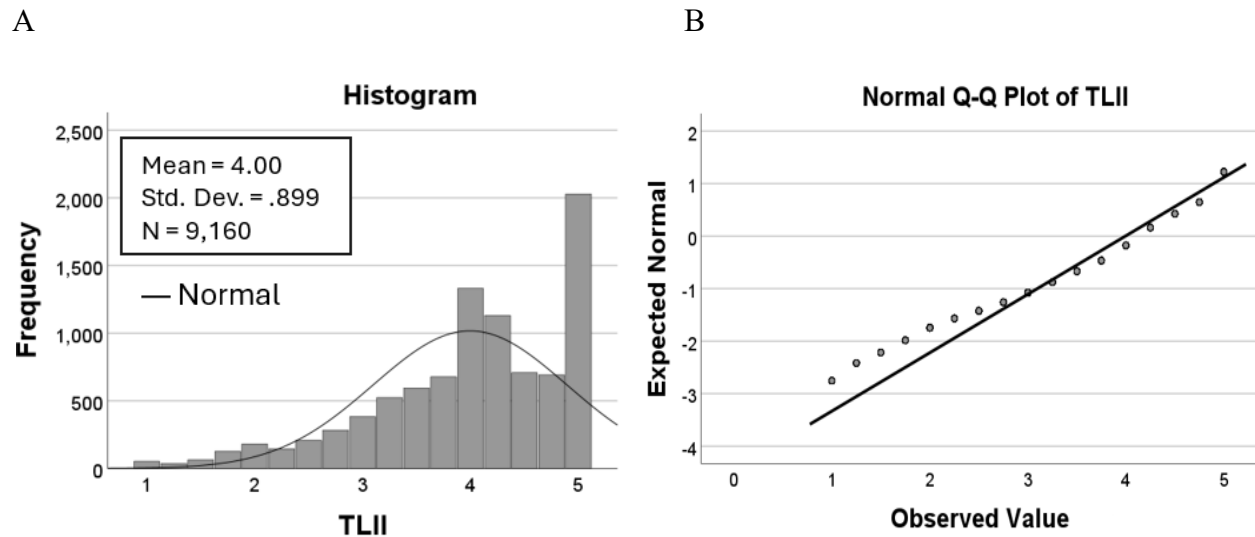 A
B
Histogram
2,500
2,000
1,500
1,000
500
0
Mean = 4.00
Std. Dev. = .899
N = 9,160
— Normal
Frequency
1 2 3 4 5
TLII
Normal Q-Q Plot of TLII
2
1
0
-1
-2
-3
-4
Expected Normal
0 1 2 3 4 5
Observed Value